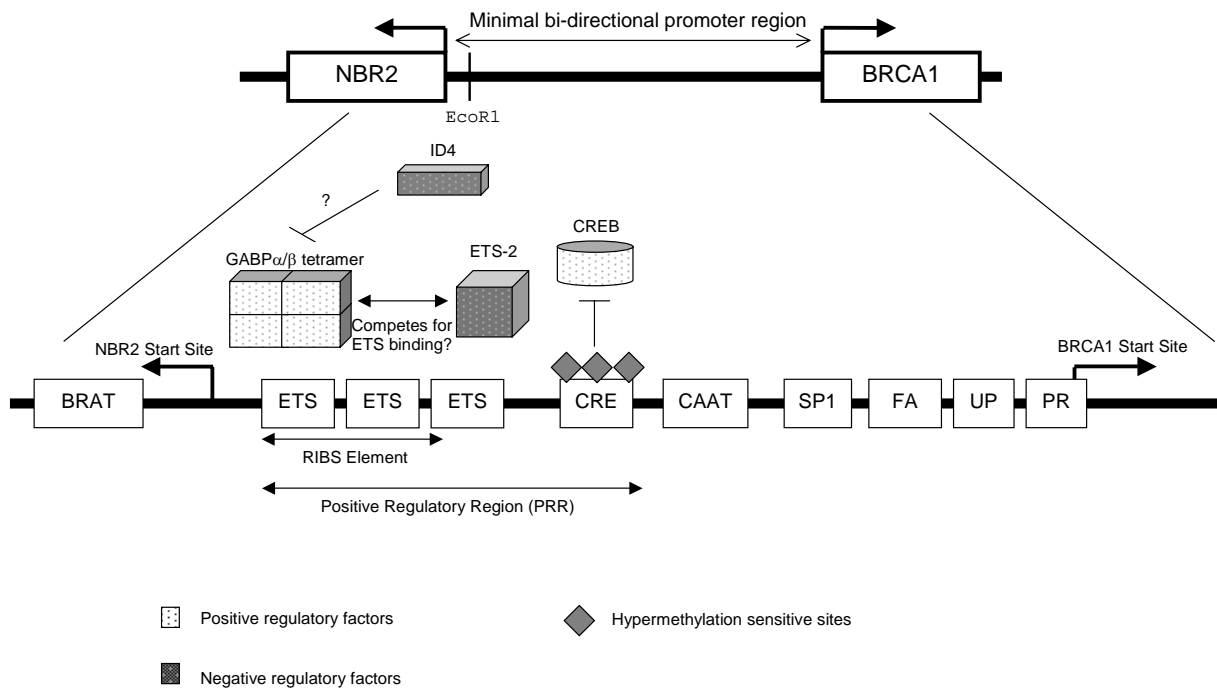 Minimal bi-directional promoter region
NBR2
BRCA1
EcoR1
ID4
?
CREB
GABPα/β tetramer
ETS-2
Competes for
ETS binding?
NBR2 Start Site
BRCA1 Start Site
BRAT
ETS
ETS
ETS
CRE
CAAT
SP1
FA
UP
PR
RIBS Element
Positive Regulatory Region (PRR)
Positive regulatory factors
Hypermethylation sensitive sites
Negative regulatory factors